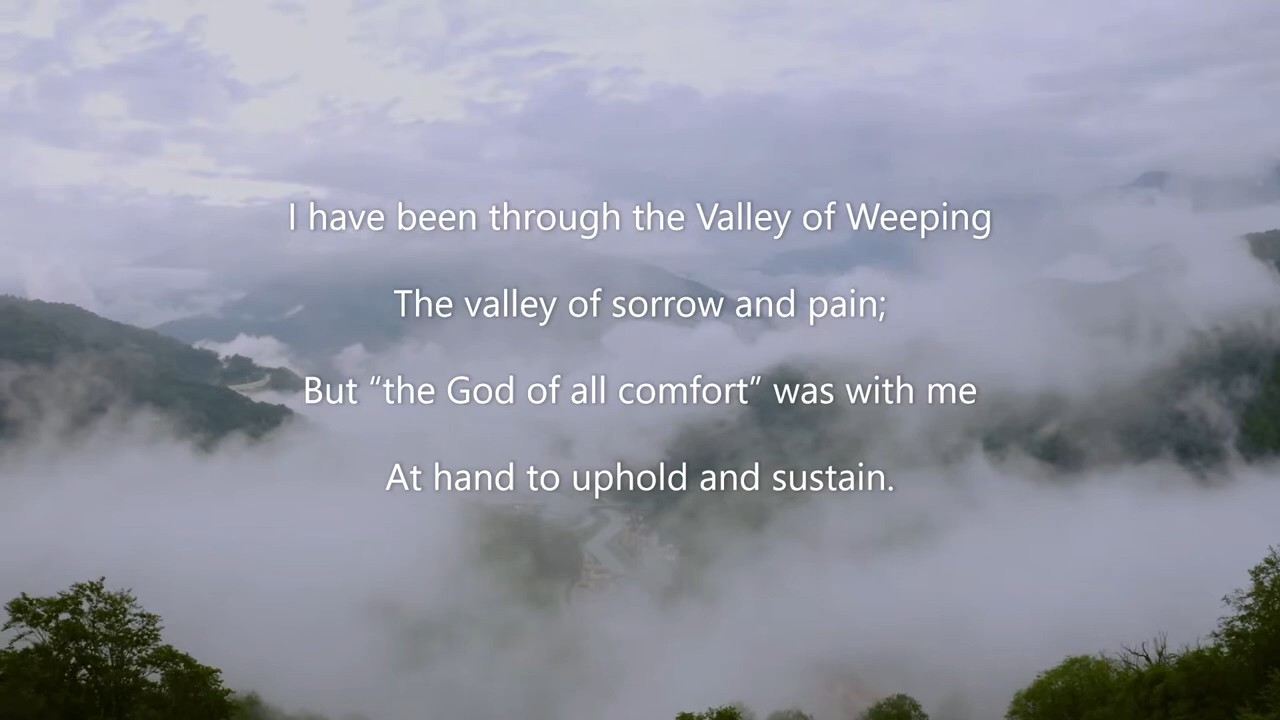 I have been through the Valley of Weeping
The valley of sorrow and pain;
But “the God of all comfort” was with me
At hand to uphold and sustain.